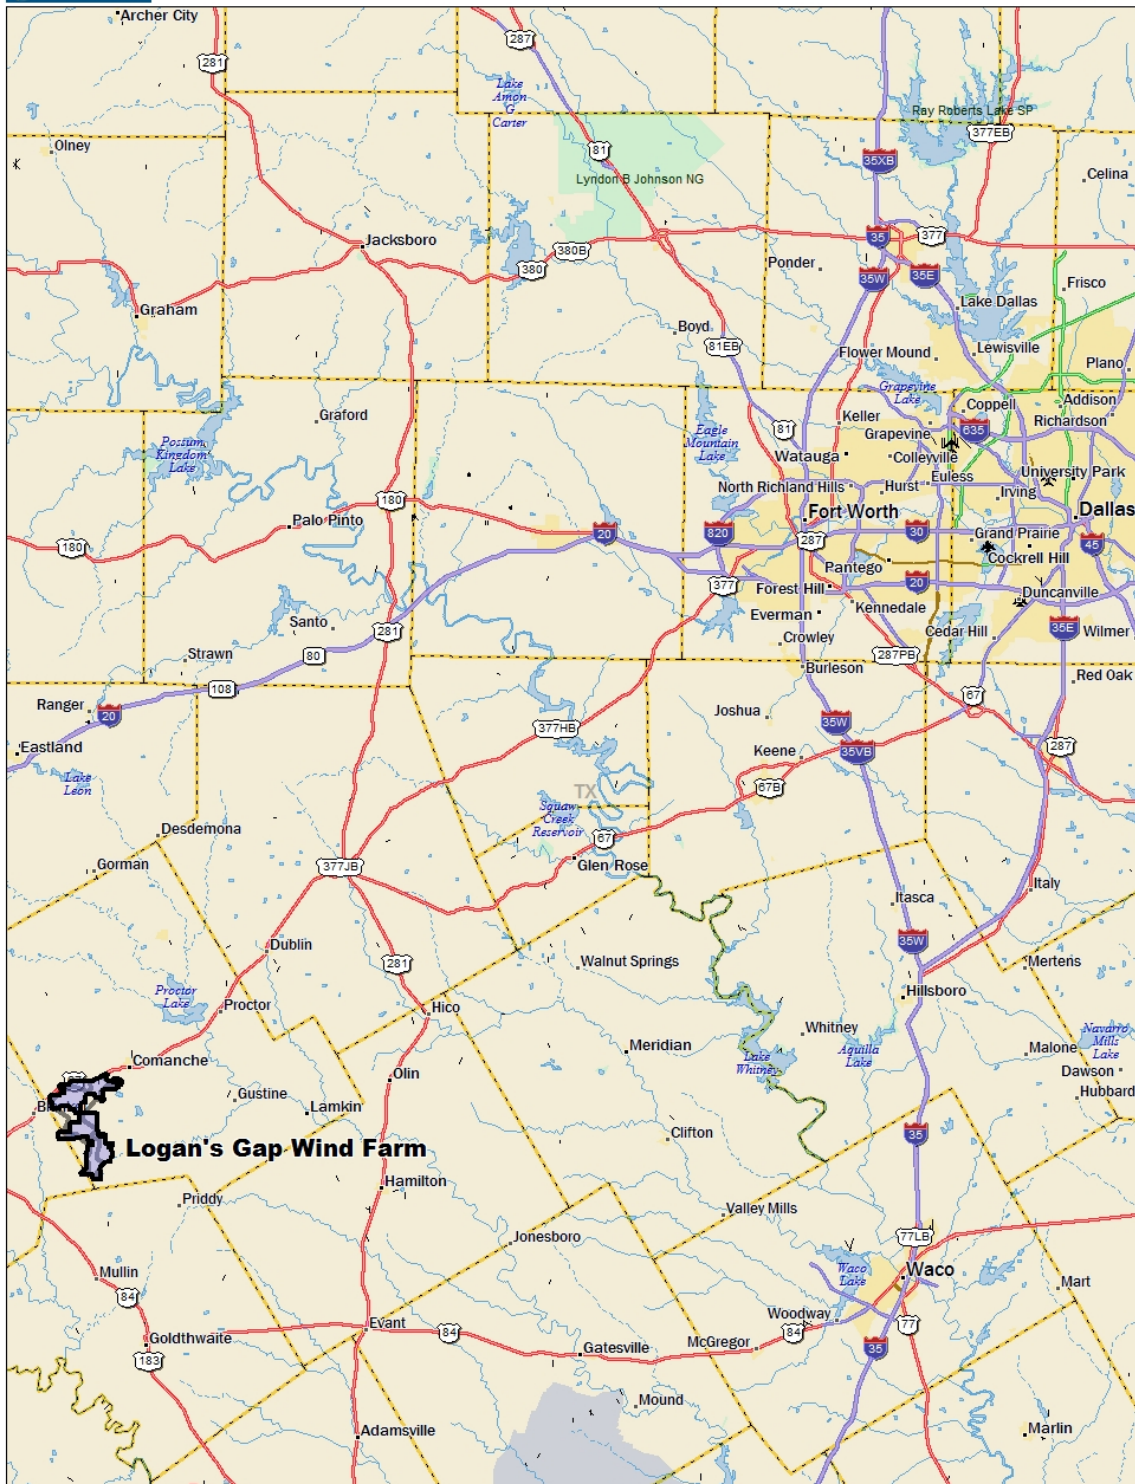 Archer City
287
281
Lake
Amon
G
Carter
Ray Roberts Lake SP
377EB
Olney
81
35XB
Lyndon B Johnson NG
Celina
Jacksboro
35
377
380B
380
Ponder
35W
35E
Frisco
Graham
Lake Dallas
Boyd
81EB
Flower Mound
Lewisville
Plano
Grapevine
Lake
Graford
Keller
Coppell
Addison
Richardson
Possum
Kingdom
Lake
Eagle
Mountain
Lake
81
Grapevine
635
Watauga
Colleyville
University Park
North Richland Hills
Hurst
Euless
Irving
180
Palo Pinto
Fort Worth
Dallas
180
20
820
287
30
Grand Prairie
45
Cockrell Hill
Pantego
377
Forest Hill
20
Duncanville
Kennedale
Everman
Santo
281
Crowley
Cedar Hill
35E
Wilmer
Strawn
80
287PB
Burleson
Red Oak
108
67
Ranger
20
Joshua
35W
377HB
Eastland
Keene
35VB
287
Lake
Leon
67B
TX
Squaw
Creek
Reservoir
Desdemona
67
Gorman
377JB
Glen Rose
Itasca
Italy
Dublin
35W
281
Walnut Springs
Mertens
Proctor
Lake
Hillsboro
Proctor
Hico
Whitney
Navarro
Mills
Lake
Meridian
Lake
Whitney
Aquilla
Lake
Malone
Comanche
Dawson
Olin
Gustine
Hubbard
Lamkin
Clifton
35
Logan's Gap Wind Farm
Hamilton
Priddy
Valley Mills
Jonesboro
77LB
Mullin
Waco
Lake
Waco
Mart
84
Woodway
Evant
84
84
77
Goldthwaite
McGregor
183
Gatesville
35
Mound
Adamsville
Marlin